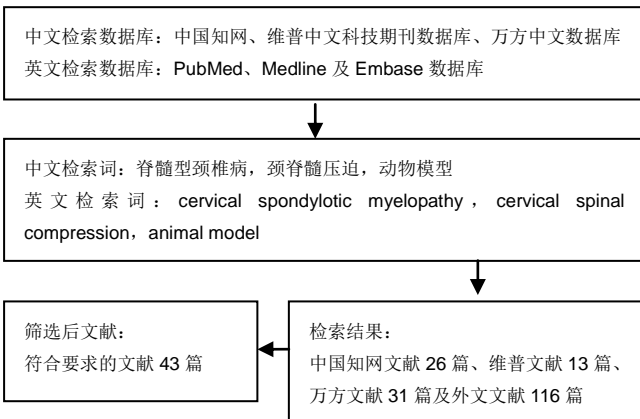 中文检索数据库：中国知网、维普中文科技期刊数据库、万方中文数据库
英文检索数据库：PubMed、Medline 及 Embase 数据库
中文检索词：脊髓型颈椎病，颈脊髓压迫，动物模型
英文检索词：cervical spondylotic myelopathy，cervical spinal
compression，animal model
筛选后文献：
符合要求的文献 43 篇
检索结果：
中国知网文献 26 篇、维普文献 13 篇、
万方文献 31 篇及外文文献 116 篇